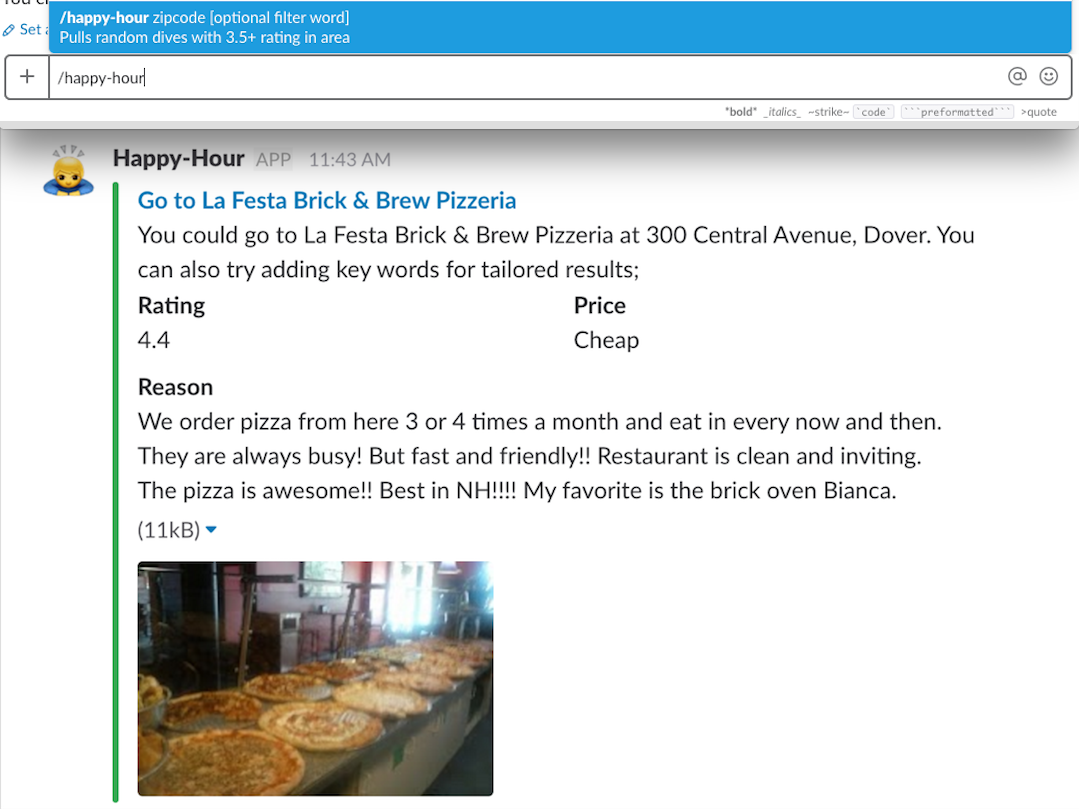 /happy-hour zipcode [optional filter word]
Pulls random dives with 3.5+ rating in area
Set
/happy-hour
*bold* _italics_ ~strike~ `code` ```preformatted``` >quote
Happy-Hour APP 11:43 AM
Go to La Festa Brick & Brew Pizzeria
You could go to La Festa Brick & Brew Pizzeria at 300 Central Avenue, Dover. You
can also try adding key words for tailored results;
Rating Price
4.4 Cheap
Reason
We order pizza from here 3 or 4 times a month and eat in every now and then.
They are always busy! But fast and friendly!! Restaurant is clean and inviting.
The pizza is awesome!! Best in NH!!!! My favorite is the brick oven Bianca.
(11kB)